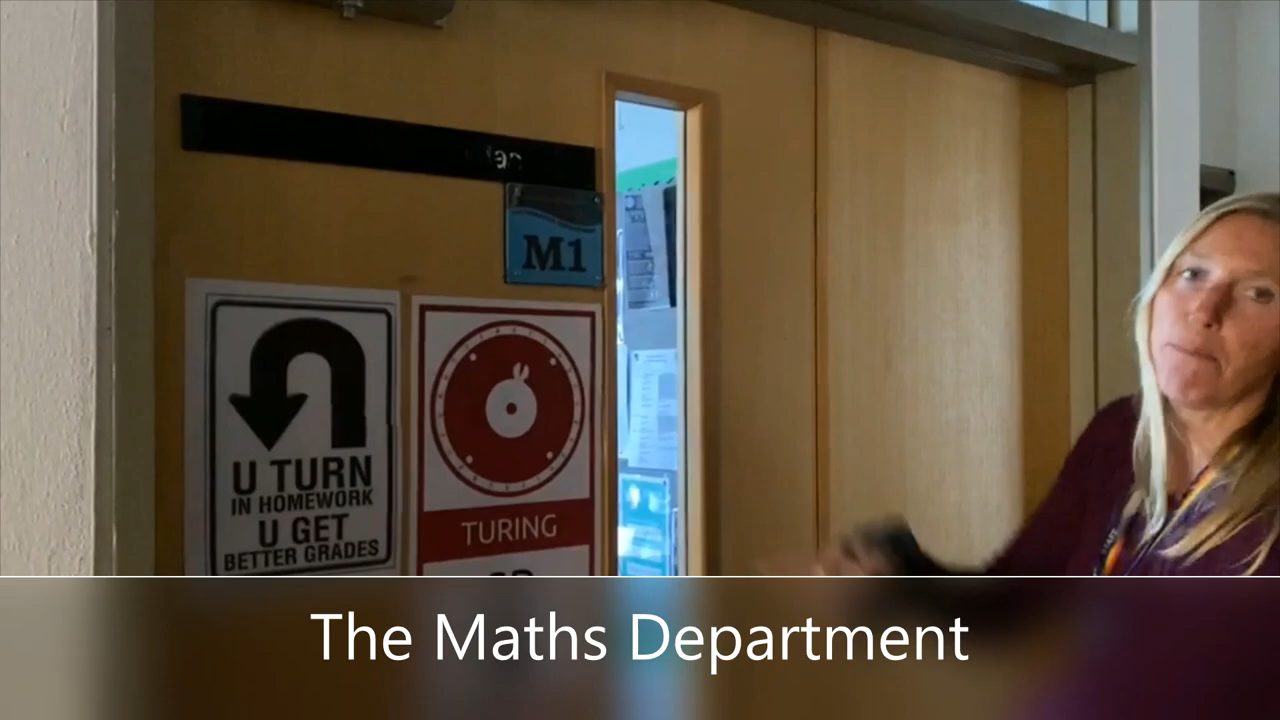 M1
U TURN
IN HOMEWORK
U GET
BETTER GRADES
TURING
The Maths Department